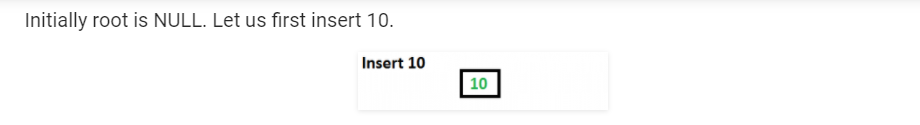 Initially root is NULL. Let us first insert 10.
Insert 10
10